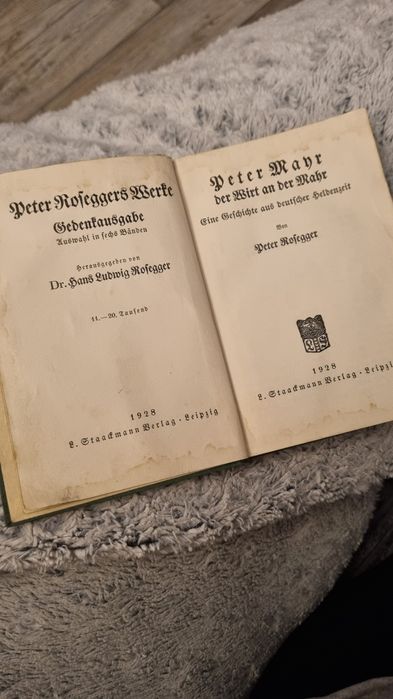 Peter Roseggers Werke
Gedenkausgabe
Auswahl in sechs Bänden
Herausgegeben von
Dr. Hans Ludwig Rosegger
11.—20. Tausend
1928
L. Staackmann Verlag · Leipzig
Peter Mayr
der Wirt an der Mahr
Eine Geschichte aus deutscher Heldenzeit
Von
Peter Rosegger
LS
1928
L. Staackmann Verlag · Leipzig